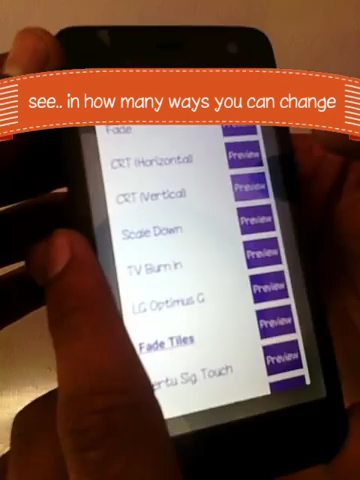 see.. in how many ways you can change
Fade
CRT (Horizontal)
Preview
CRT (Vertical)
Preview
Scale Down
Preview
TV Burn In
Preview
LG Optimus G
Preview
Fade Tiles
Preview
ertu Sig. Touch
Preview